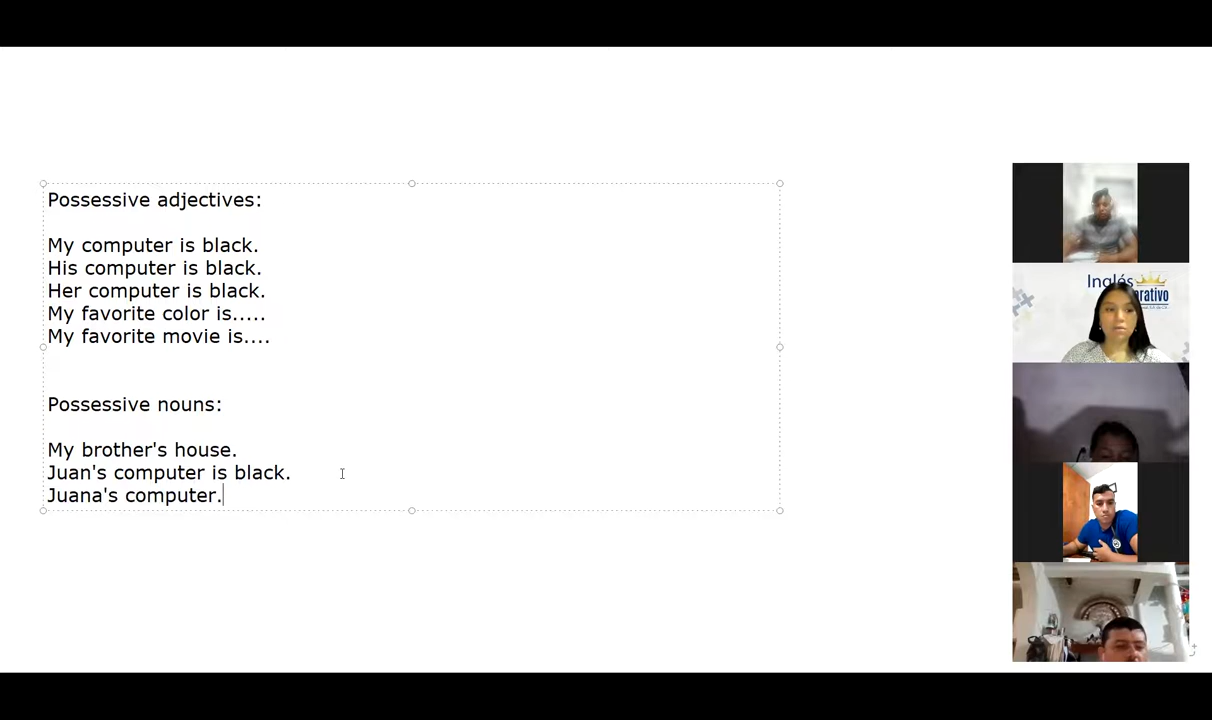 Possessive adjectives:
My computer is black.
His computer is black.
Her computer is black.
My favorite color is.....
My favorite movie is....
Possessive nouns:
My brother's house.
Juan's computer is black.
Juana's computer.
Inglés